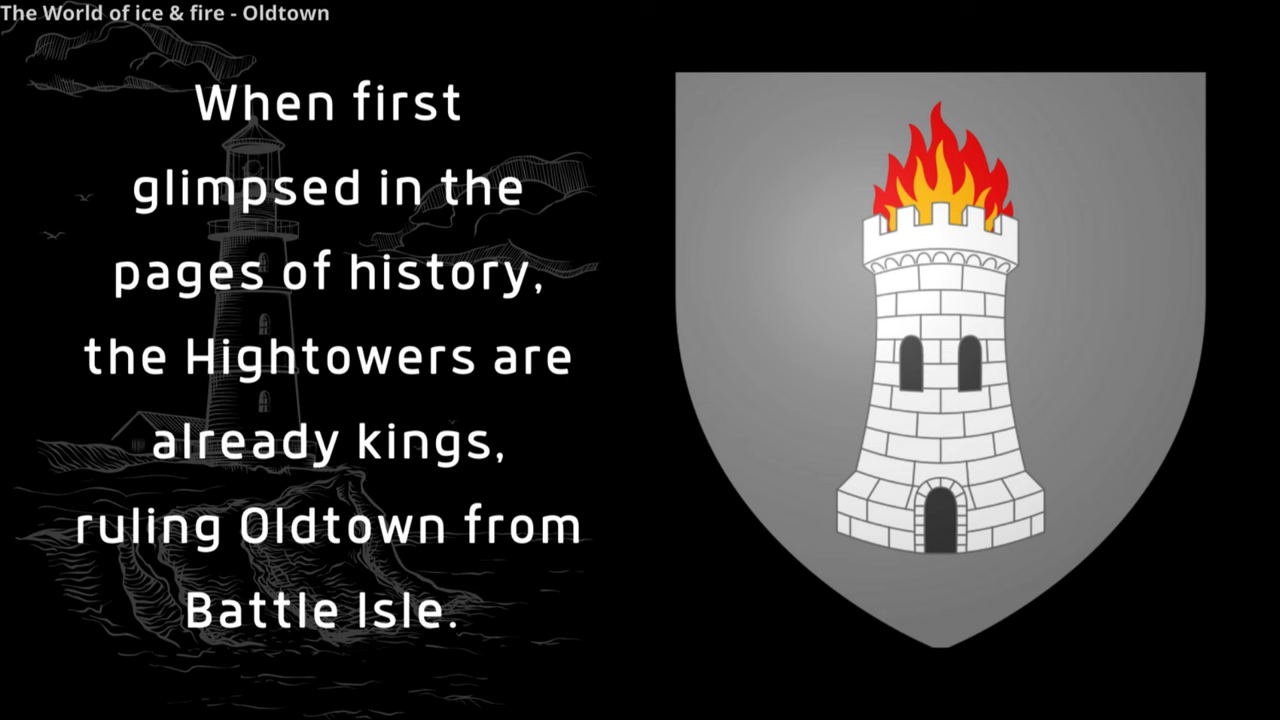 The World of ice & fire - Oldtown
When first
glimpsed in the
pages of history,
the Hightowers are
already kings,
ruling Oldtown from
Battle Isle.